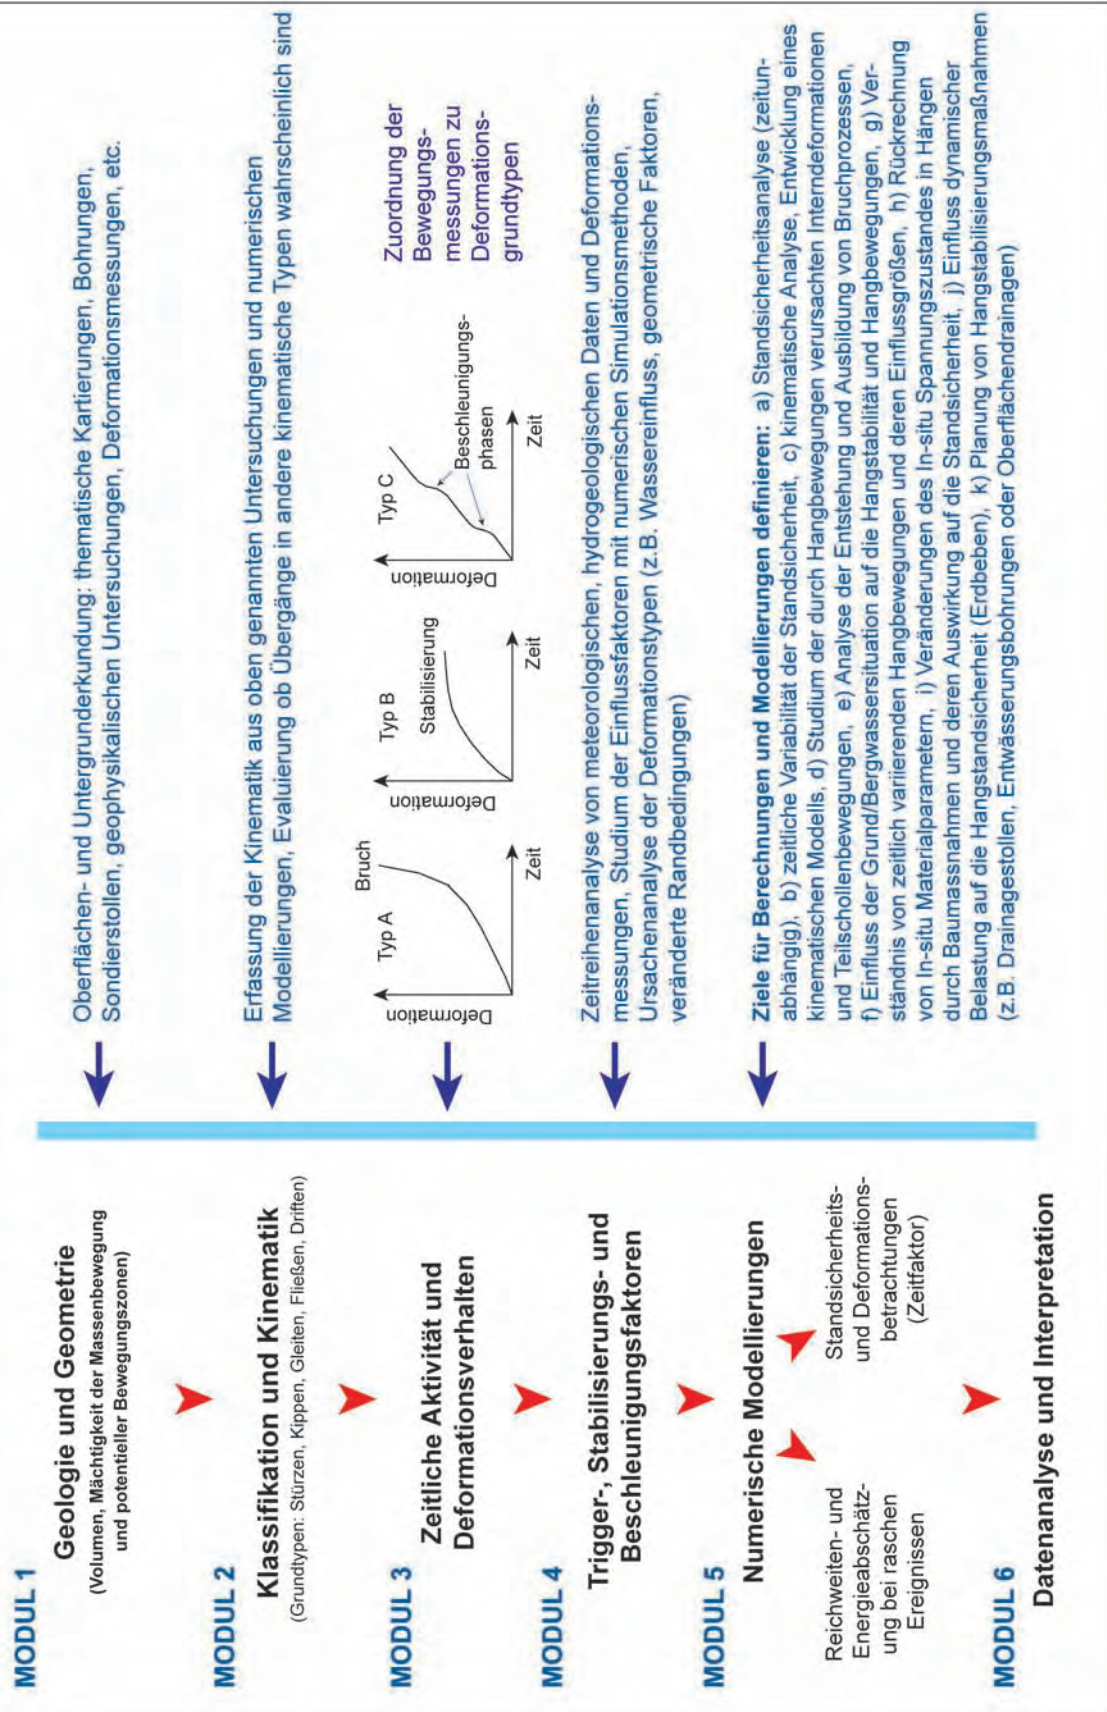 MODUL 1
Geologie und Geometrie
(Volumen, Mächtigkeit der Massenbewegung
und potentieller Bewegungszonen)
Oberflächen- und Untergrunderkundung: thematische Kartierungen, Bohrungen,
Sondierstollen, geophysikalischen Untersuchungen, Deformationsmessungen, etc.
MODUL 2
Klassifikation und Kinematik
(Grundtypen: Stürzen, Kippen, Gleiten, Fließen, Driften)
Erfassung der Kinematik aus oben genannten Untersuchungen und numerischen
Modellierungen, Evaluierung ob Übergänge in andere kinematische Typen wahrscheinlich sind
MODUL 3
Zeitliche Aktivität und
Deformationsverhalten
Deformation
Typ A
Bruch
Zeit
Deformation
Typ B
Stabilisierung
Zeit
Deformation
Typ C
Beschleunigungs-
phasen
Zeit
Zuordnung der
Bewegungs-
messungen zu
Deformations-
grundtypen
MODUL 4
Trigger-, Stabilisierungs- und
Beschleunigungsfaktoren
Zeitreihenanalyse von meteorologischen, hydrogeologischen Daten und Deformations-
messungen, Studium der Einflussfaktoren mit numerischen Simulationsmethoden,
Ursachenanalyse der Deformationstypen (z.B. Wassereinfluss, geometrische Faktoren,
veränderte Randbedingungen)
MODUL 5
Numerische Modellierungen
Reichweiten- und
Energieabschätz-
ung bei raschen
Ereignissen
Standsicherheits-
und Deformations-
betrachtungen
(Zeitfaktor)
Ziele für Berechnungen und Modellierungen definieren: a) Standsicherheitsanalyse (zeitun-
abhängig), b) zeitliche Variabilität der Standsicherheit, c) kinematische Analyse, Entwicklung eines
kinematischen Modells, d) Studium der durch Hangbewegungen verursachten Interndeformationen
und Teilschollenbewegungen, e) Analyse der Entstehung und Ausbildung von Bruchprozessen,
f) Einfluss der Grund/Bergwassersituation auf die Hangstabilität und Hangbewegungen, g) Ver-
ständnis von zeitlich variierenden Hangbewegungen und deren Einflussgrößen, h) Rückrechnung
von In-situ Materialparametern, i) Veränderungen des In-situ Spannungszustandes in Hängen
durch Baumassnahmen und deren Auswirkung auf die Standsicherheit, j) Einfluss dynamischer
Belastung auf die Hangstandsicherheit (Erdbeben), k) Planung von Hangstabilisierungsmaßnahmen
(z.B. Drainagestollen, Entwässerungsbohrungen oder Oberflächendrainagen)
MODUL 6
Datenanalyse und Interpretation